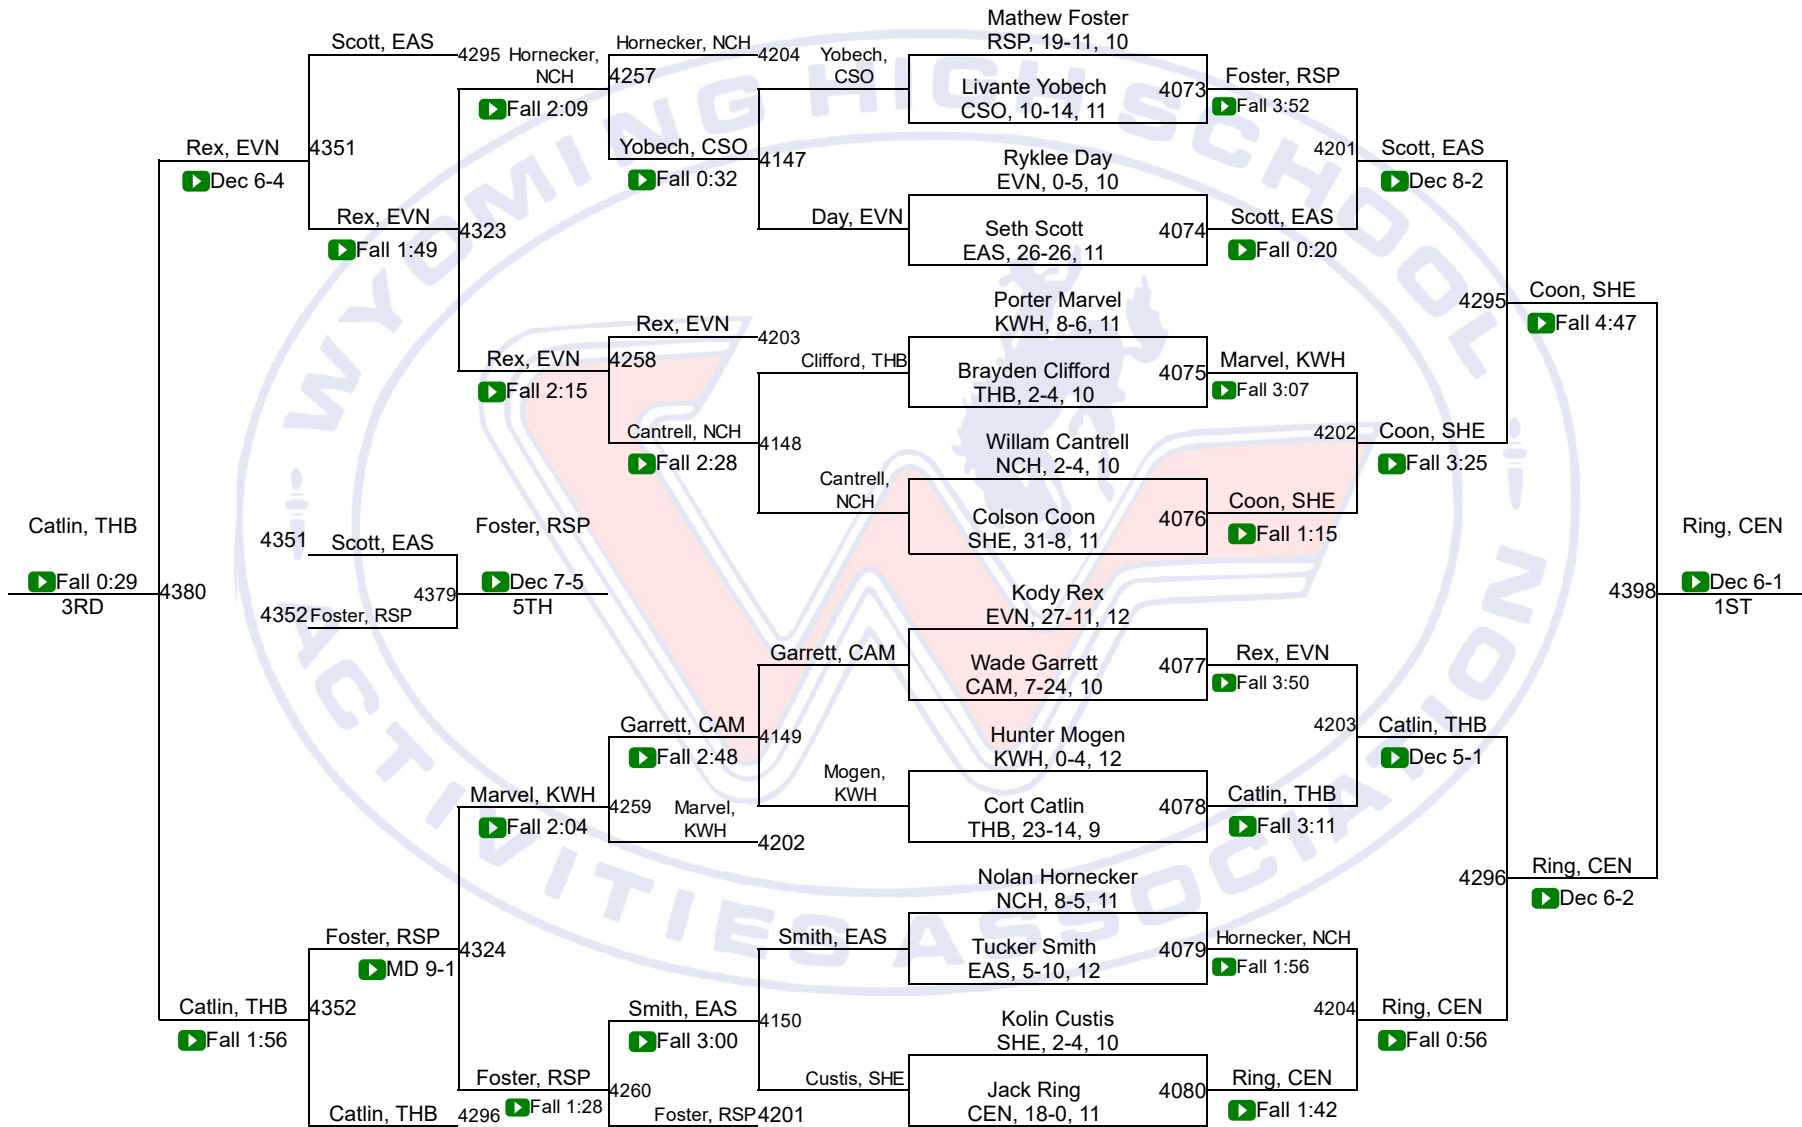 Mathew Foster
RSP, 19-11, 10
Livante Yobech
CSO, 10-14, 11
4073
Ryklee Day
EVN, 0-5, 10
Seth Scott
EAS, 26-26, 11
4074
Porter Marvel
KWH, 8-6, 11
Brayden Clifford
THB, 2-4, 10
4075
Willam Cantrell
NCH, 2-4, 10
Colson Coon
SHE, 31-8, 11
4076
Kody Rex
EVN, 27-11, 12
Wade Garrett
CAM, 7-24, 10
4077
Hunter Mogen
KWH, 0-4, 12
Cort Catlin
THB, 23-14, 9
4078
Nolan Hornecker
NCH, 8-5, 11
Tucker Smith
EAS, 5-10, 12
4079
Kolin Custis
SHE, 2-4, 10
Jack Ring
CEN, 18-0, 11
4080
Foster, RSP
Fall 3:52
4201
Scott, EAS
Fall 0:20
Marvel, KWH
Fall 3:07
4202
Coon, SHE
Fall 1:15
Rex, EVN
Fall 3:50
4203
Catlin, THB
Fall 3:11
Hornecker, NCH
Fall 1:56
4204
Ring, CEN
Fall 1:42
Scott, EAS
Dec 8-2
4295
Coon, SHE
Fall 3:25
Catlin, THB
Dec 5-1
4296
Ring, CEN
Fall 0:56
Coon, SHE
Fall 4:47
4398
Ring, CEN
Dec 6-2
Ring, CEN
Dec 6-1
1ST
Yobech,
CSO
4147
Day, EVN
Clifford, THB
4148
Cantrell,
NCH
Garrett, CAM
4149
Mogen,
KWH
Smith, EAS
4150
Custis, SHE
Hornecker, NCH
4204
4257
Yobech, CSO
Fall 0:32
Rex, EVN
4203
4258
Cantrell, NCH
Fall 2:28
Garrett, CAM
Fall 2:48
4259
Marvel,
KWH
4202
Smith, EAS
Fall 3:00
4260
Foster, RSP
4201
Hornecker,
NCH
Fall 2:09
4323
Rex, EVN
Fall 2:15
Marvel, KWH
Fall 2:04
4324
Foster, RSP
Fall 1:28
Scott, EAS
4295
4351
Rex, EVN
Fall 1:49
Foster, RSP
MD 9-1
4352
Catlin, THB
4296
Rex, EVN
Dec 6-4
4380
Catlin, THB
Fall 1:56
Catlin, THB
Fall 0:29
3RD
4351
Scott, EAS
4379
4352
Foster, RSP
Foster, RSP
Dec 7-5
5TH
WYOMING HIGH SCHOOL
ACTIVITIES ASSOCIATION